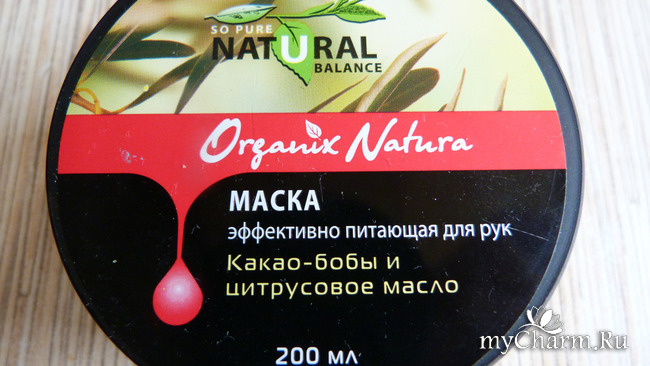 SO PURE
NATURAL
BALANCE
Organix Natura
МАСКА
эффективно питающая для рук
Какао-бобы и
цитрусовое масло
200 мл
myCharm.Ru